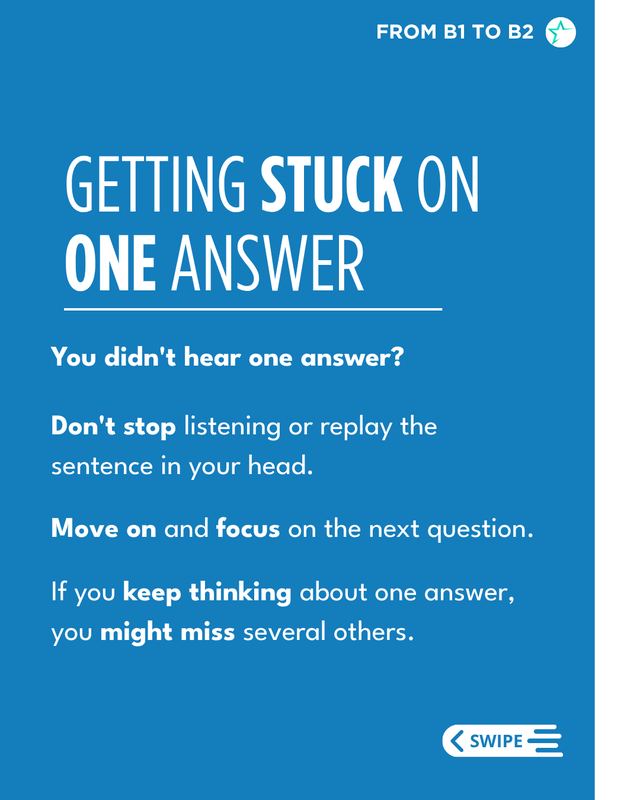 FROM B1 TO B2
GETTING STUCK ON
ONE ANSWER
You didn't hear one answer?
Don't stop listening or replay the
sentence in your head.
Move on and focus on the next question.
If you keep thinking about one answer,
you might miss several others.
SWIPE